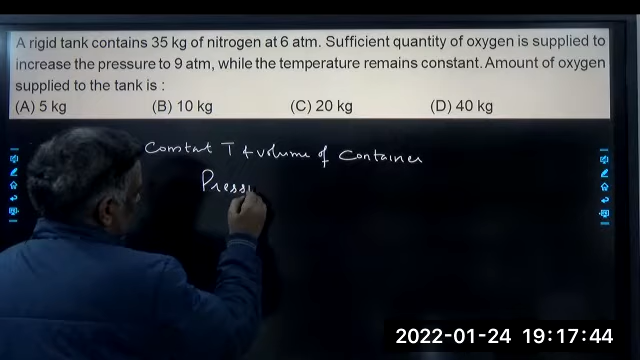 A rigid tank contains 35 kg of nitrogen at 6 atm. Sufficient quantity of oxygen is supplied to
increase the pressure to 9 atm, while the temperature remains constant. Amount of oxygen
supplied to the tank is :
(A) 5 kg (B) 10 kg (C) 20 kg (D) 40 kg
Constat T & volume of Container
Press
2022-01-24 19:17:44